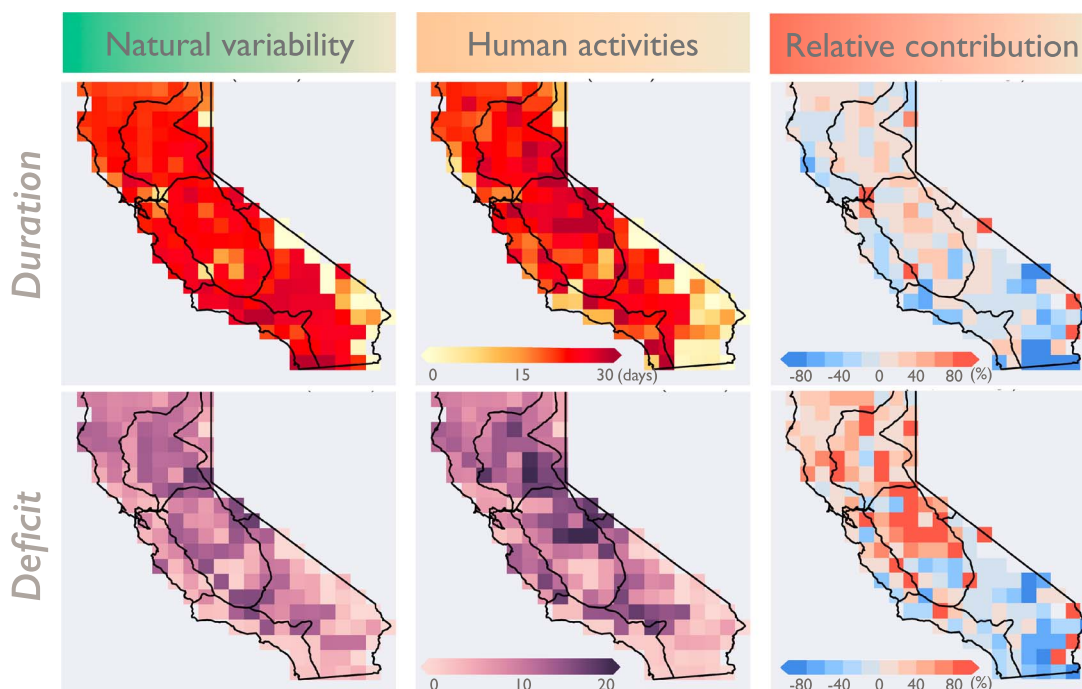 Natural variability
Human activities
Relative contribution
Duration
0 15 30 (days)
-80 -40 0 40 80 (%)
Deficit
0 10 20
-80 -40 0 40 80 (%)